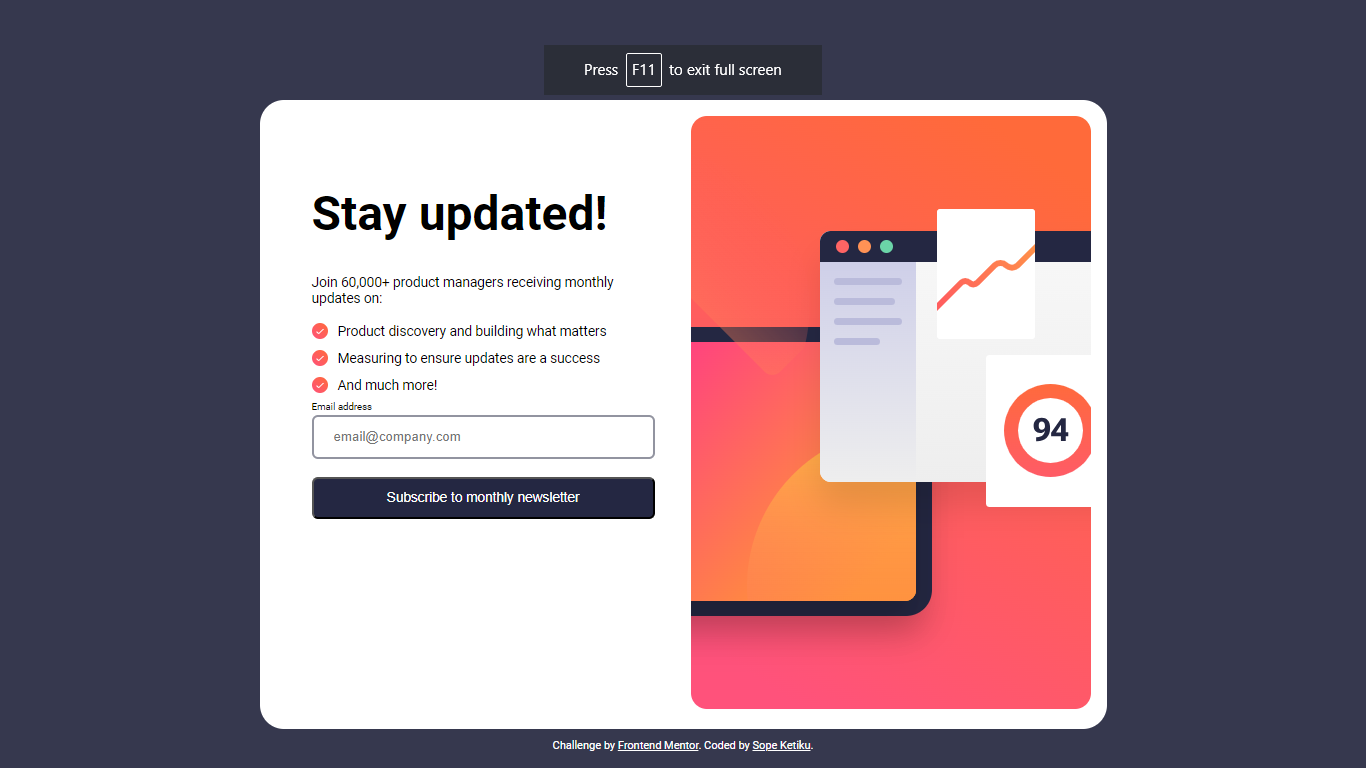 Press F11 to exit full screen
Stay updated!
Join 60,000+ product managers receiving monthly
updates on:
Product discovery and building what matters
Measuring to ensure updates are a success
And much more!
Email address
email@company.com
Subscribe to monthly newsletter
94
Challenge by Frontend Mentor. Coded by Sope Ketiku.